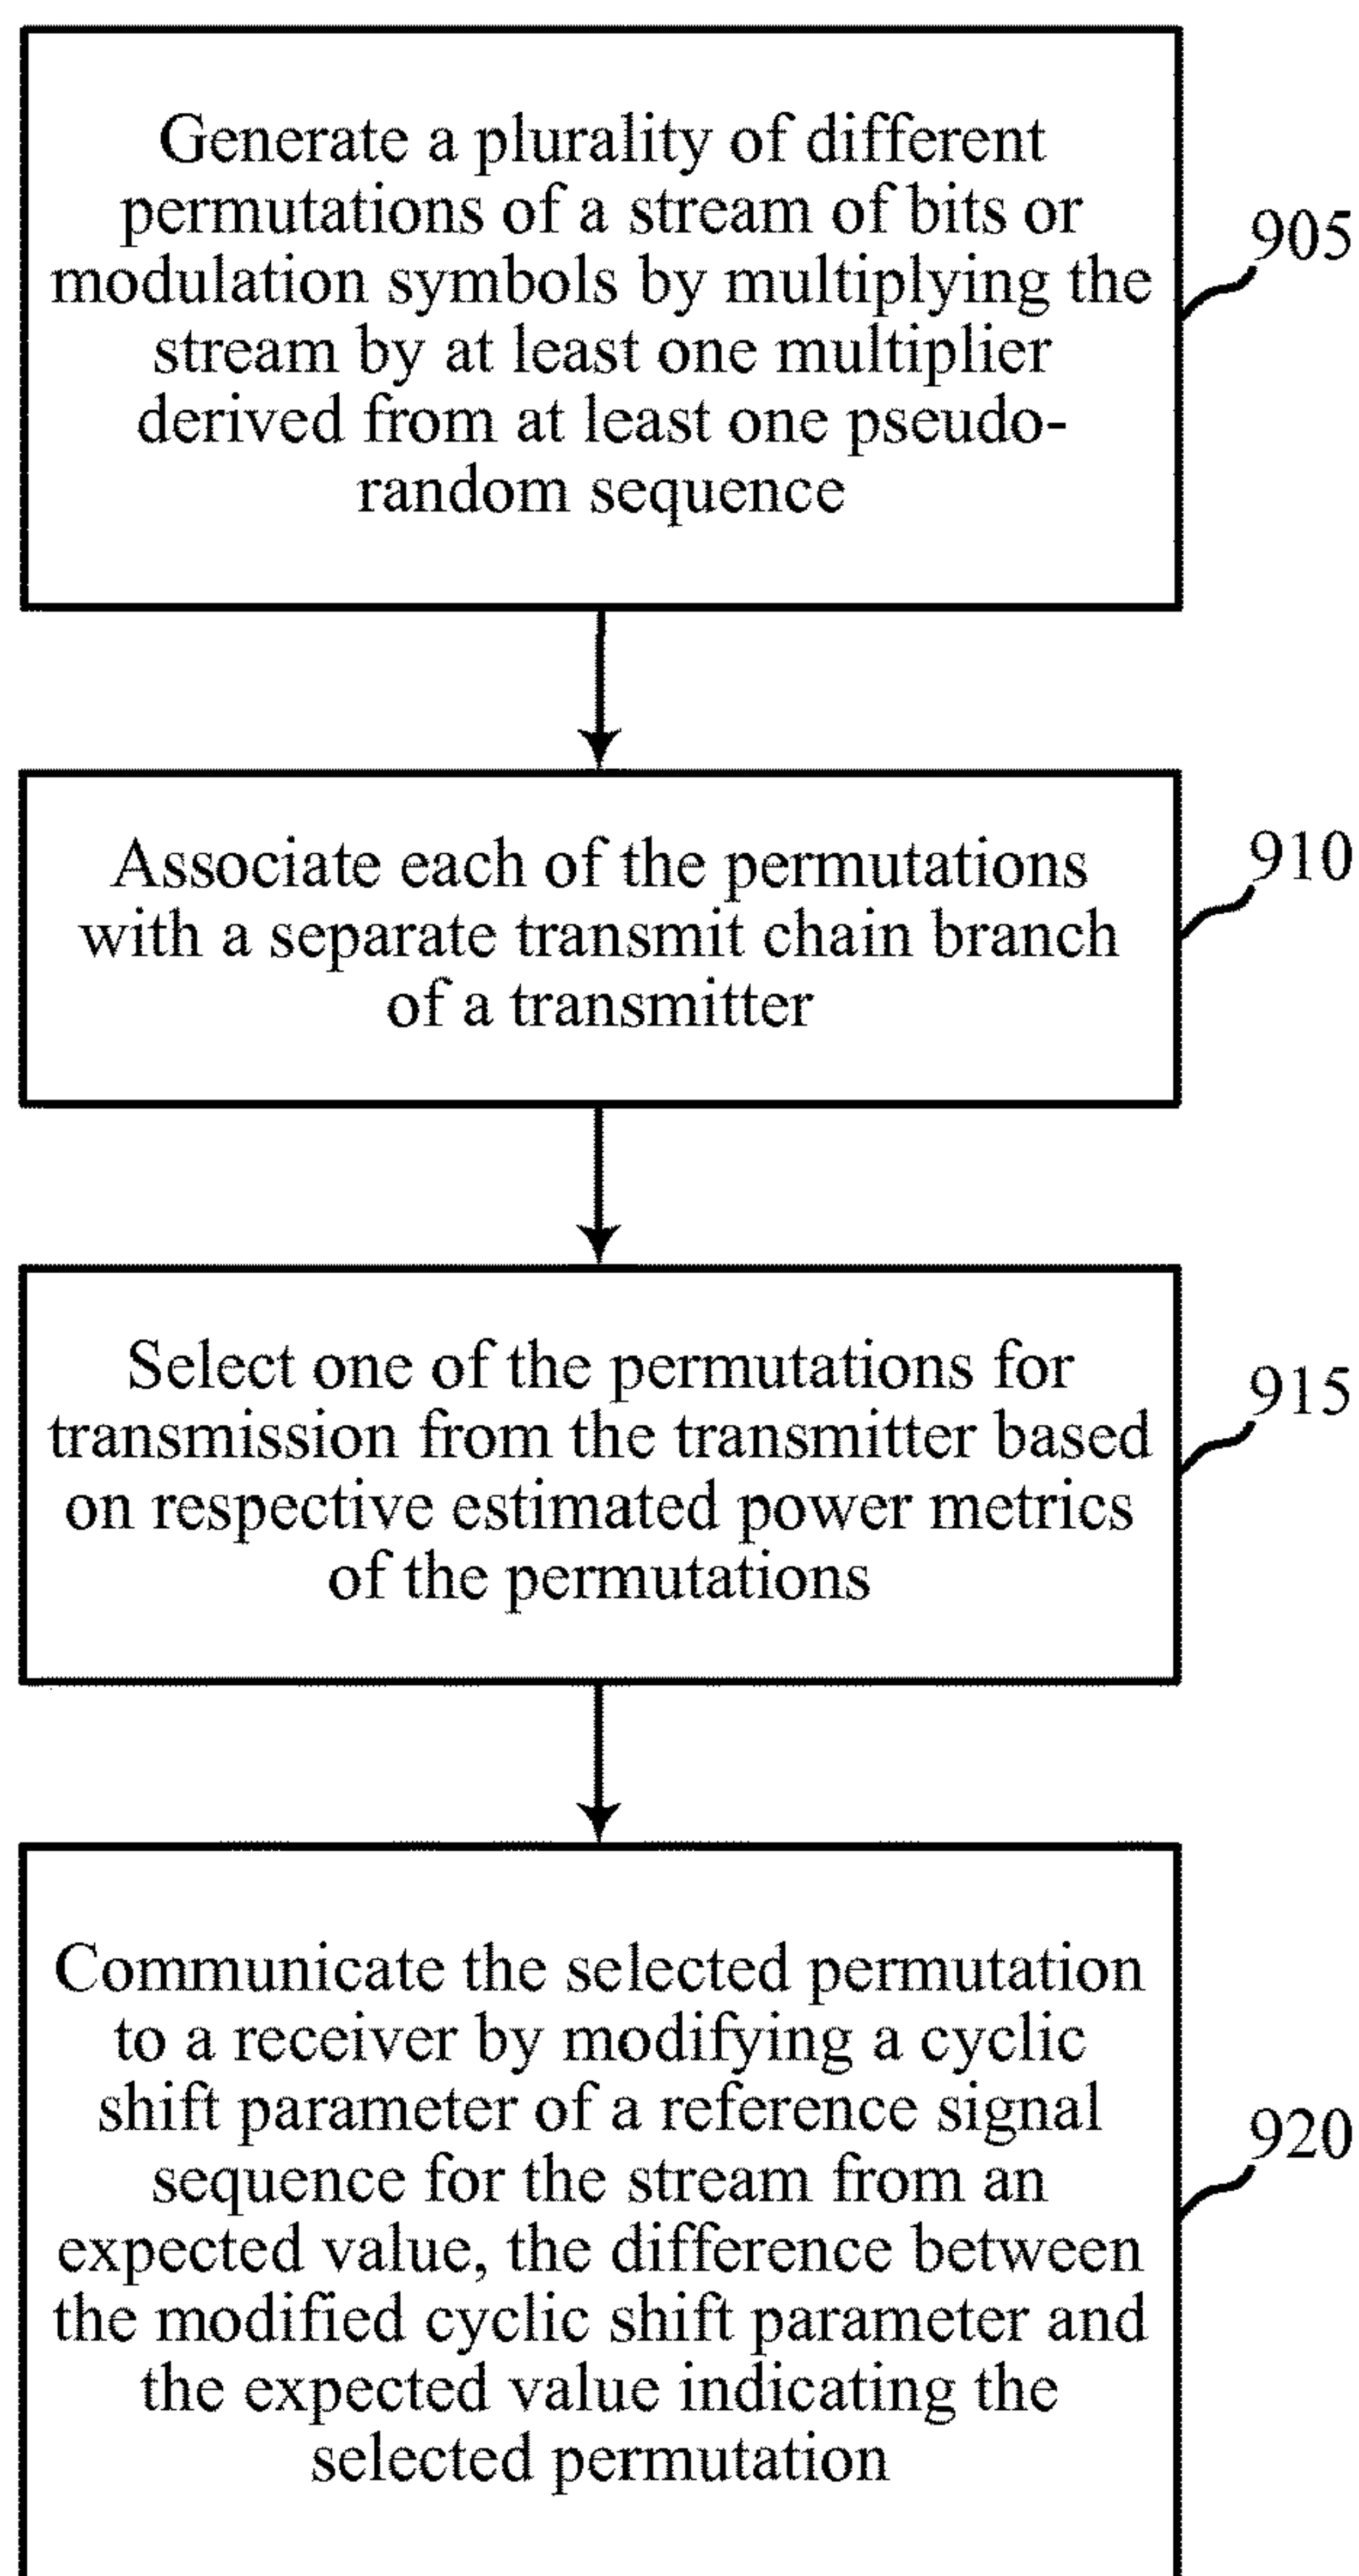 Generate a plurality of different
permutations of a stream of bits or
modulation symbols by multiplying the
stream by at least one multiplier
derived from at least one pseudo-
random sequence
905
Associate each of the permutations
with a separate transmit chain branch
of a transmitter
910
Select one of the permutations for
transmission from the transmitter based
on respective estimated power metrics
of the permutations
915
Communicate the selected permutation
to a receiver by modifying a cyclic
shift parameter of a reference signal
sequence for the stream from an
expected value, the difference between
the modified cyclic shift parameter and
the expected value indicating the
selected permutation
920